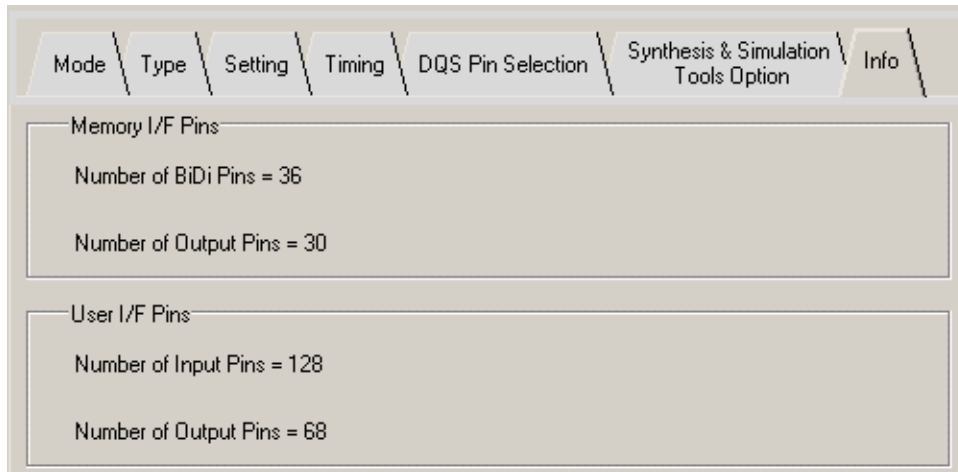 Mode Type Setting Timing DQS Pin Selection Synthesis & Simulation Tools Option Info
Memory I/F Pins
Number of BiDi Pins = 36
Number of Output Pins = 30
User I/F Pins
Number of Input Pins = 128
Number of Output Pins = 68